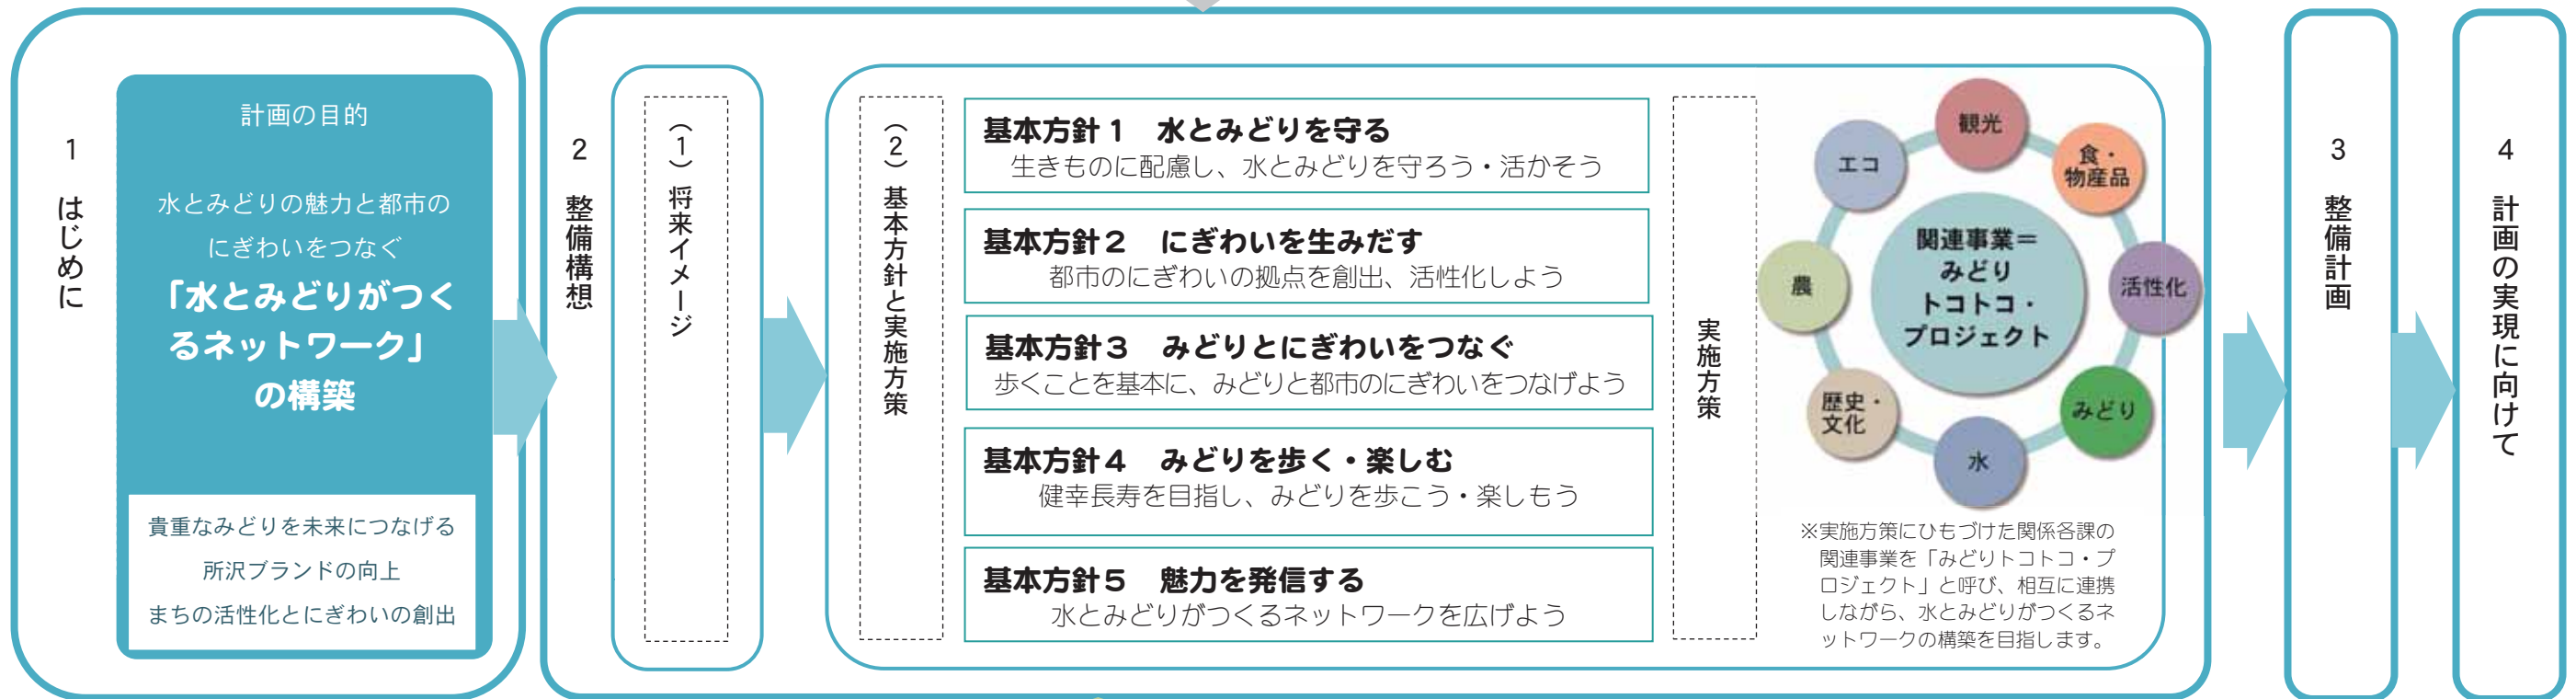 1 はじめに
計画の目的
水とみどりの魅力と都市の
にぎわいをつなぐ
「水とみどりがつく
るネットワーク」
の構築
貴重なみどりを未来につなげる
所沢ブランドの向上
まちの活性化とにぎわいの創出
2 整備構想
（1）将来イメージ
（2）基本方針と実施方策
基本方針１ 水とみどりを守る
生きものに配慮し、水とみどりを守ろう・活かそう
基本方針２ にぎわいを生みだす
都市のにぎわいの拠点を創出、活性化しよう
基本方針３ みどりとにぎわいをつなぐ
歩くことを基本に、みどりと都市のにぎわいをつなげよう
基本方針４ みどりを歩く・楽しむ
健幸長寿を目指し、みどりを歩こう・楽しもう
基本方針５ 魅力を発信する
水とみどりがつくるネットワークを広げよう
実施方策
観光
食・
物産品
活性化
みどり
水
歴史・
文化
農
エコ
関連事業＝
みどり
トコトコ・
プロジェクト
※実施方策にひもづけた関係各課の
関連事業を「みどりトコトコ・プ
ロジェクト」と呼び、相互に連携
しながら、水とみどりがつくるネ
ットワークの構築を目指します。
3 整備計画
4 計画の実現に向けて